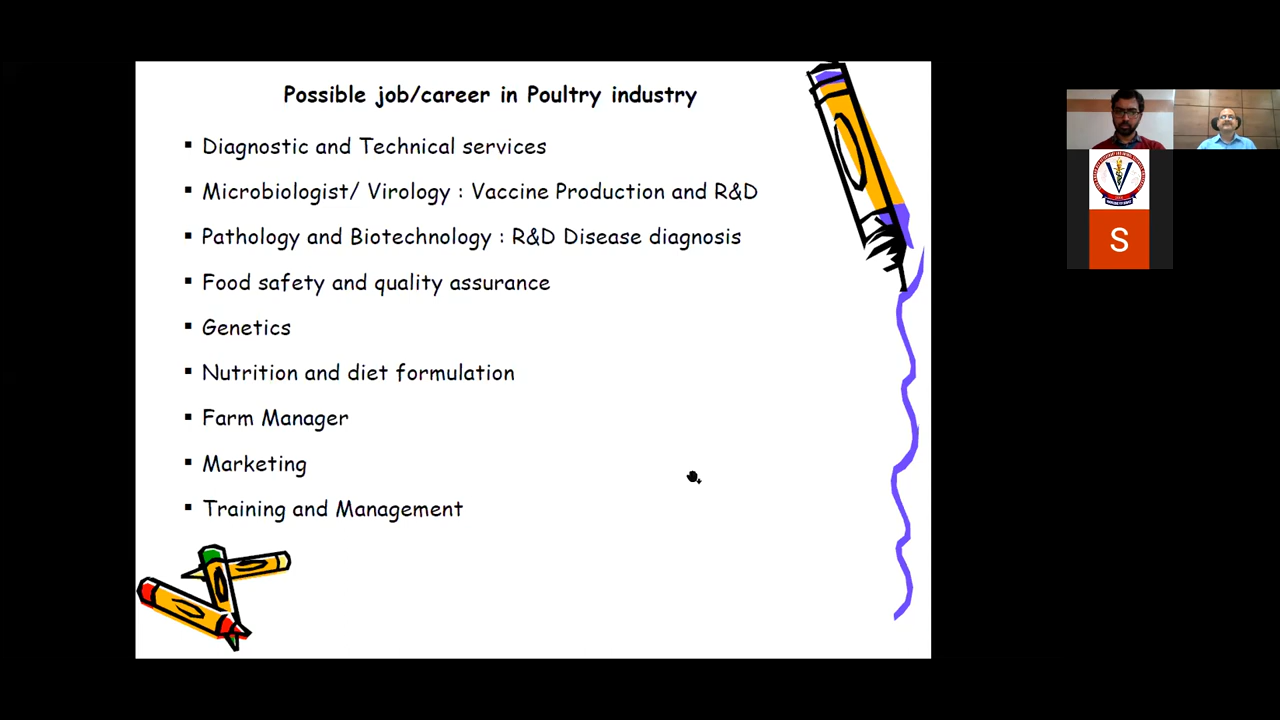 Possible job/career in Poultry industry
▪ Diagnostic and Technical services
▪ Microbiologist/ Virology : Vaccine Production and R&D
▪ Pathology and Biotechnology : R&D Disease diagnosis
▪ Food safety and quality assurance
▪ Genetics
▪ Nutrition and diet formulation
▪ Farm Manager
▪ Marketing
▪ Training and Management
S